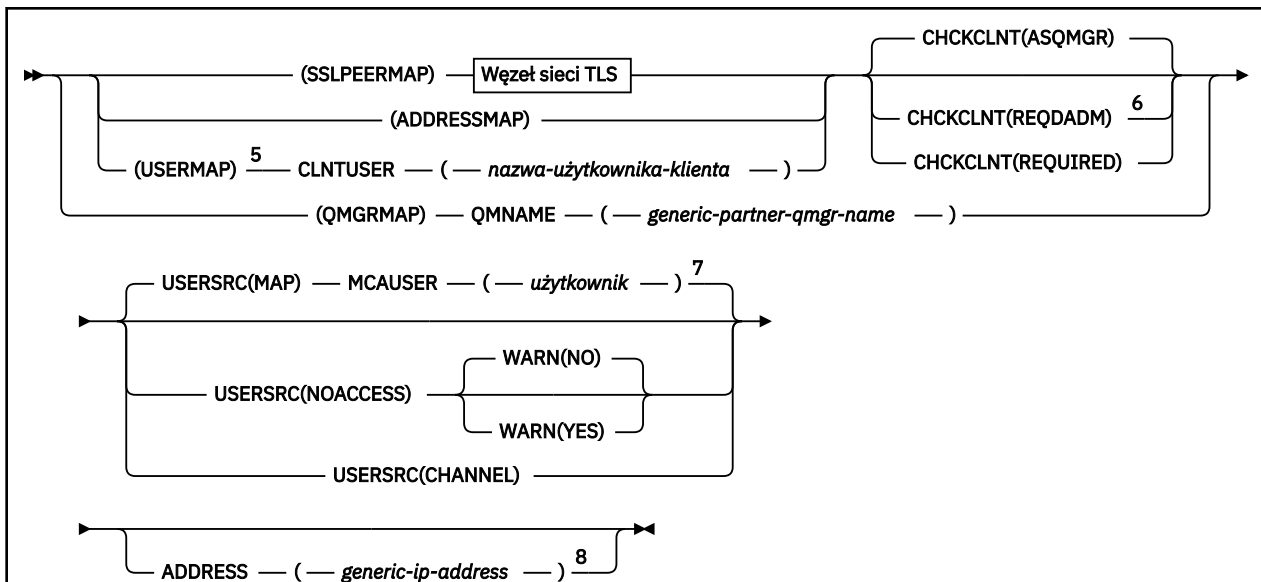 CHCKCLNT(ASQMGR)
(SSLPEERMAP) Węzeł sieci TLS
(ADDRESSMAP)
CHCKCLNT(REQDADM) 6
(USERMAP) 5 CLNTUSER ( nazwa-użytkownika-klienta )
CHCKCLNT(REQUIRED)
(QMGRMAP) QMNAME ( generic-partner-qmgr-name )
USERSRC(MAP) MCAUSER ( użytkownik ) 7
WARN(NO)
USERSRC(NOACCESS)
WARN(YES)
USERSRC(CHANNEL)
ADDRESS ( generic-ip-address ) 8